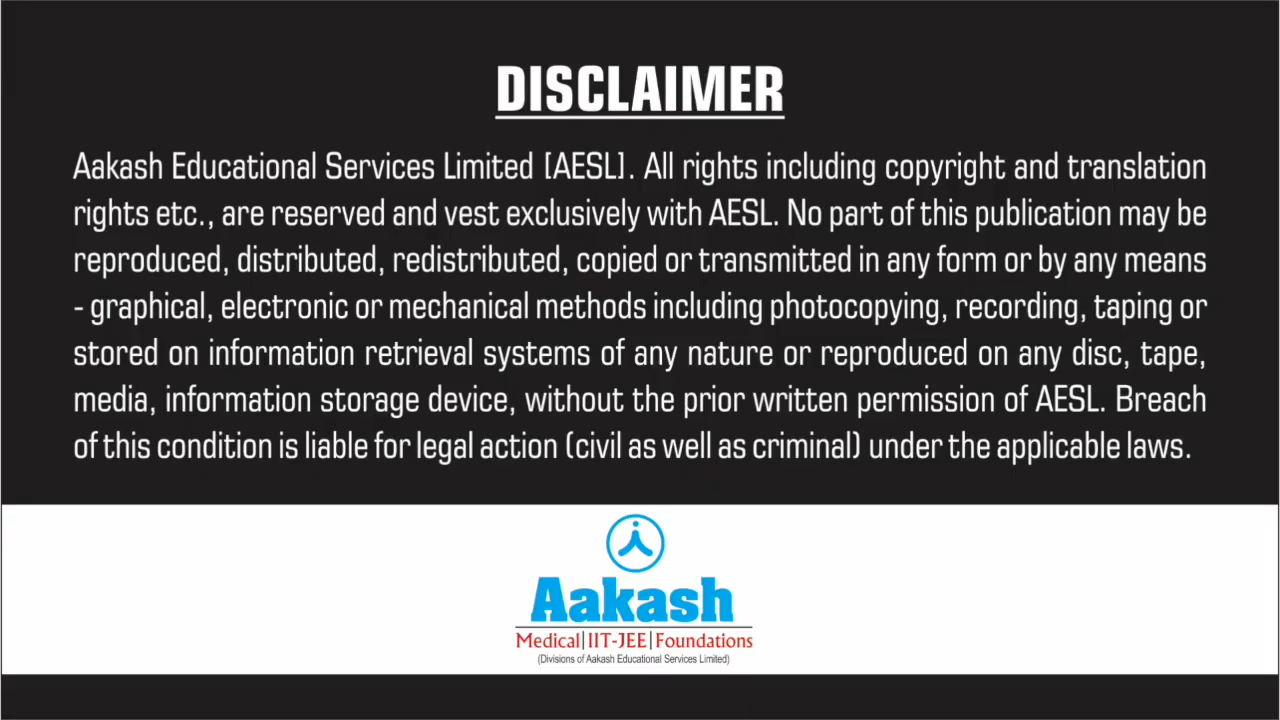 DISCLAIMER
Aakash Educational Services Limited [AESL]. All rights including copyright and translation
rights etc., are reserved and vest exclusively with AESL. No part of this publication may be
reproduced, distributed, redistributed, copied or transmitted in any form or by any means
- graphical, electronic or mechanical methods including photocopying, recording, taping or
stored on information retrieval systems of any nature or reproduced on any disc, tape,
media, information storage device, without the prior written permission of AESL. Breach
of this condition is liable for legal action (civil as well as criminal) under the applicable laws.
Aakash
Medical|IIT-JEE|Foundations
(Divisions of Aakash Educational Services Limited)